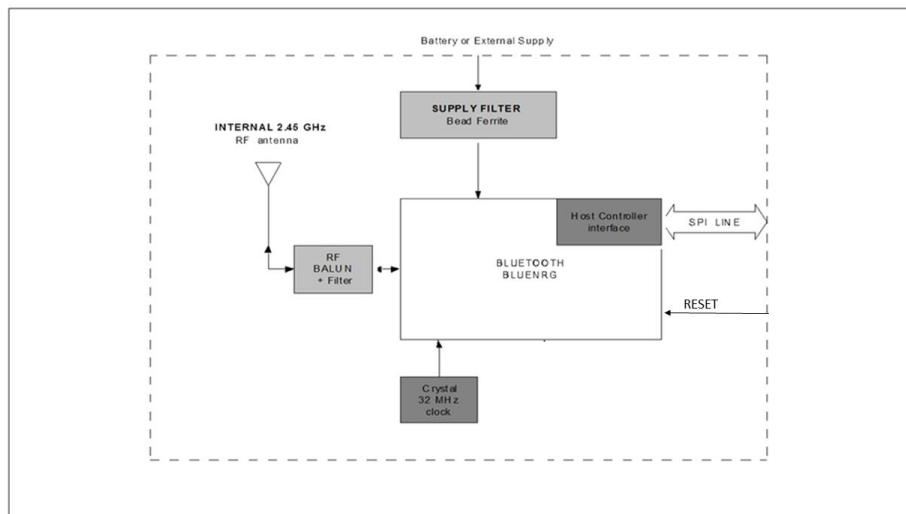 Battery or External Supply
SUPPLY FILTER
Bead Ferrite
INTERNAL 2.45 GHz
RF antenna
Host Controller
interface
SPI LINE
RF
BALUN
+ Filter
BLUETOOTH
BLUENRG
RESET
Crystal
32 MHz
clock